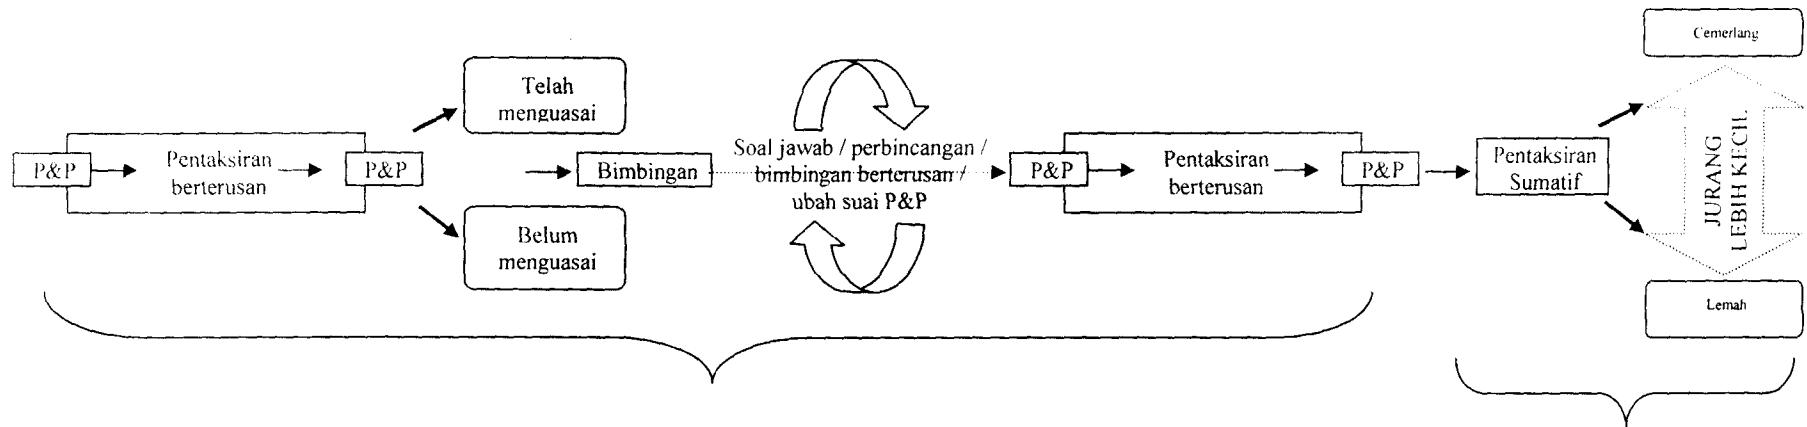 Cemerlang
Telah
menguasai
P&P
Pentaksiran
berterusan
P&P
Bimbingan
Soal jawab / perbincangan /
bimbingan berterusan /
ubah suai P&P
P&P
Pentaksiran
berterusan
P&P
Pentaksiran
Sumatif
JURANG
LEBIH KECIL
Belum
menguasai
Lemah